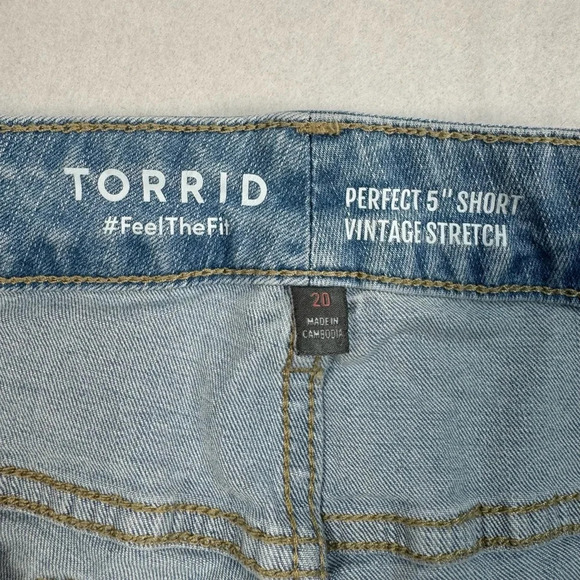 TORRID
#FeelTheFit
PERFECT 5" SHORT
VINTAGE STRETCH
20
MADE IN
CAMBODIA